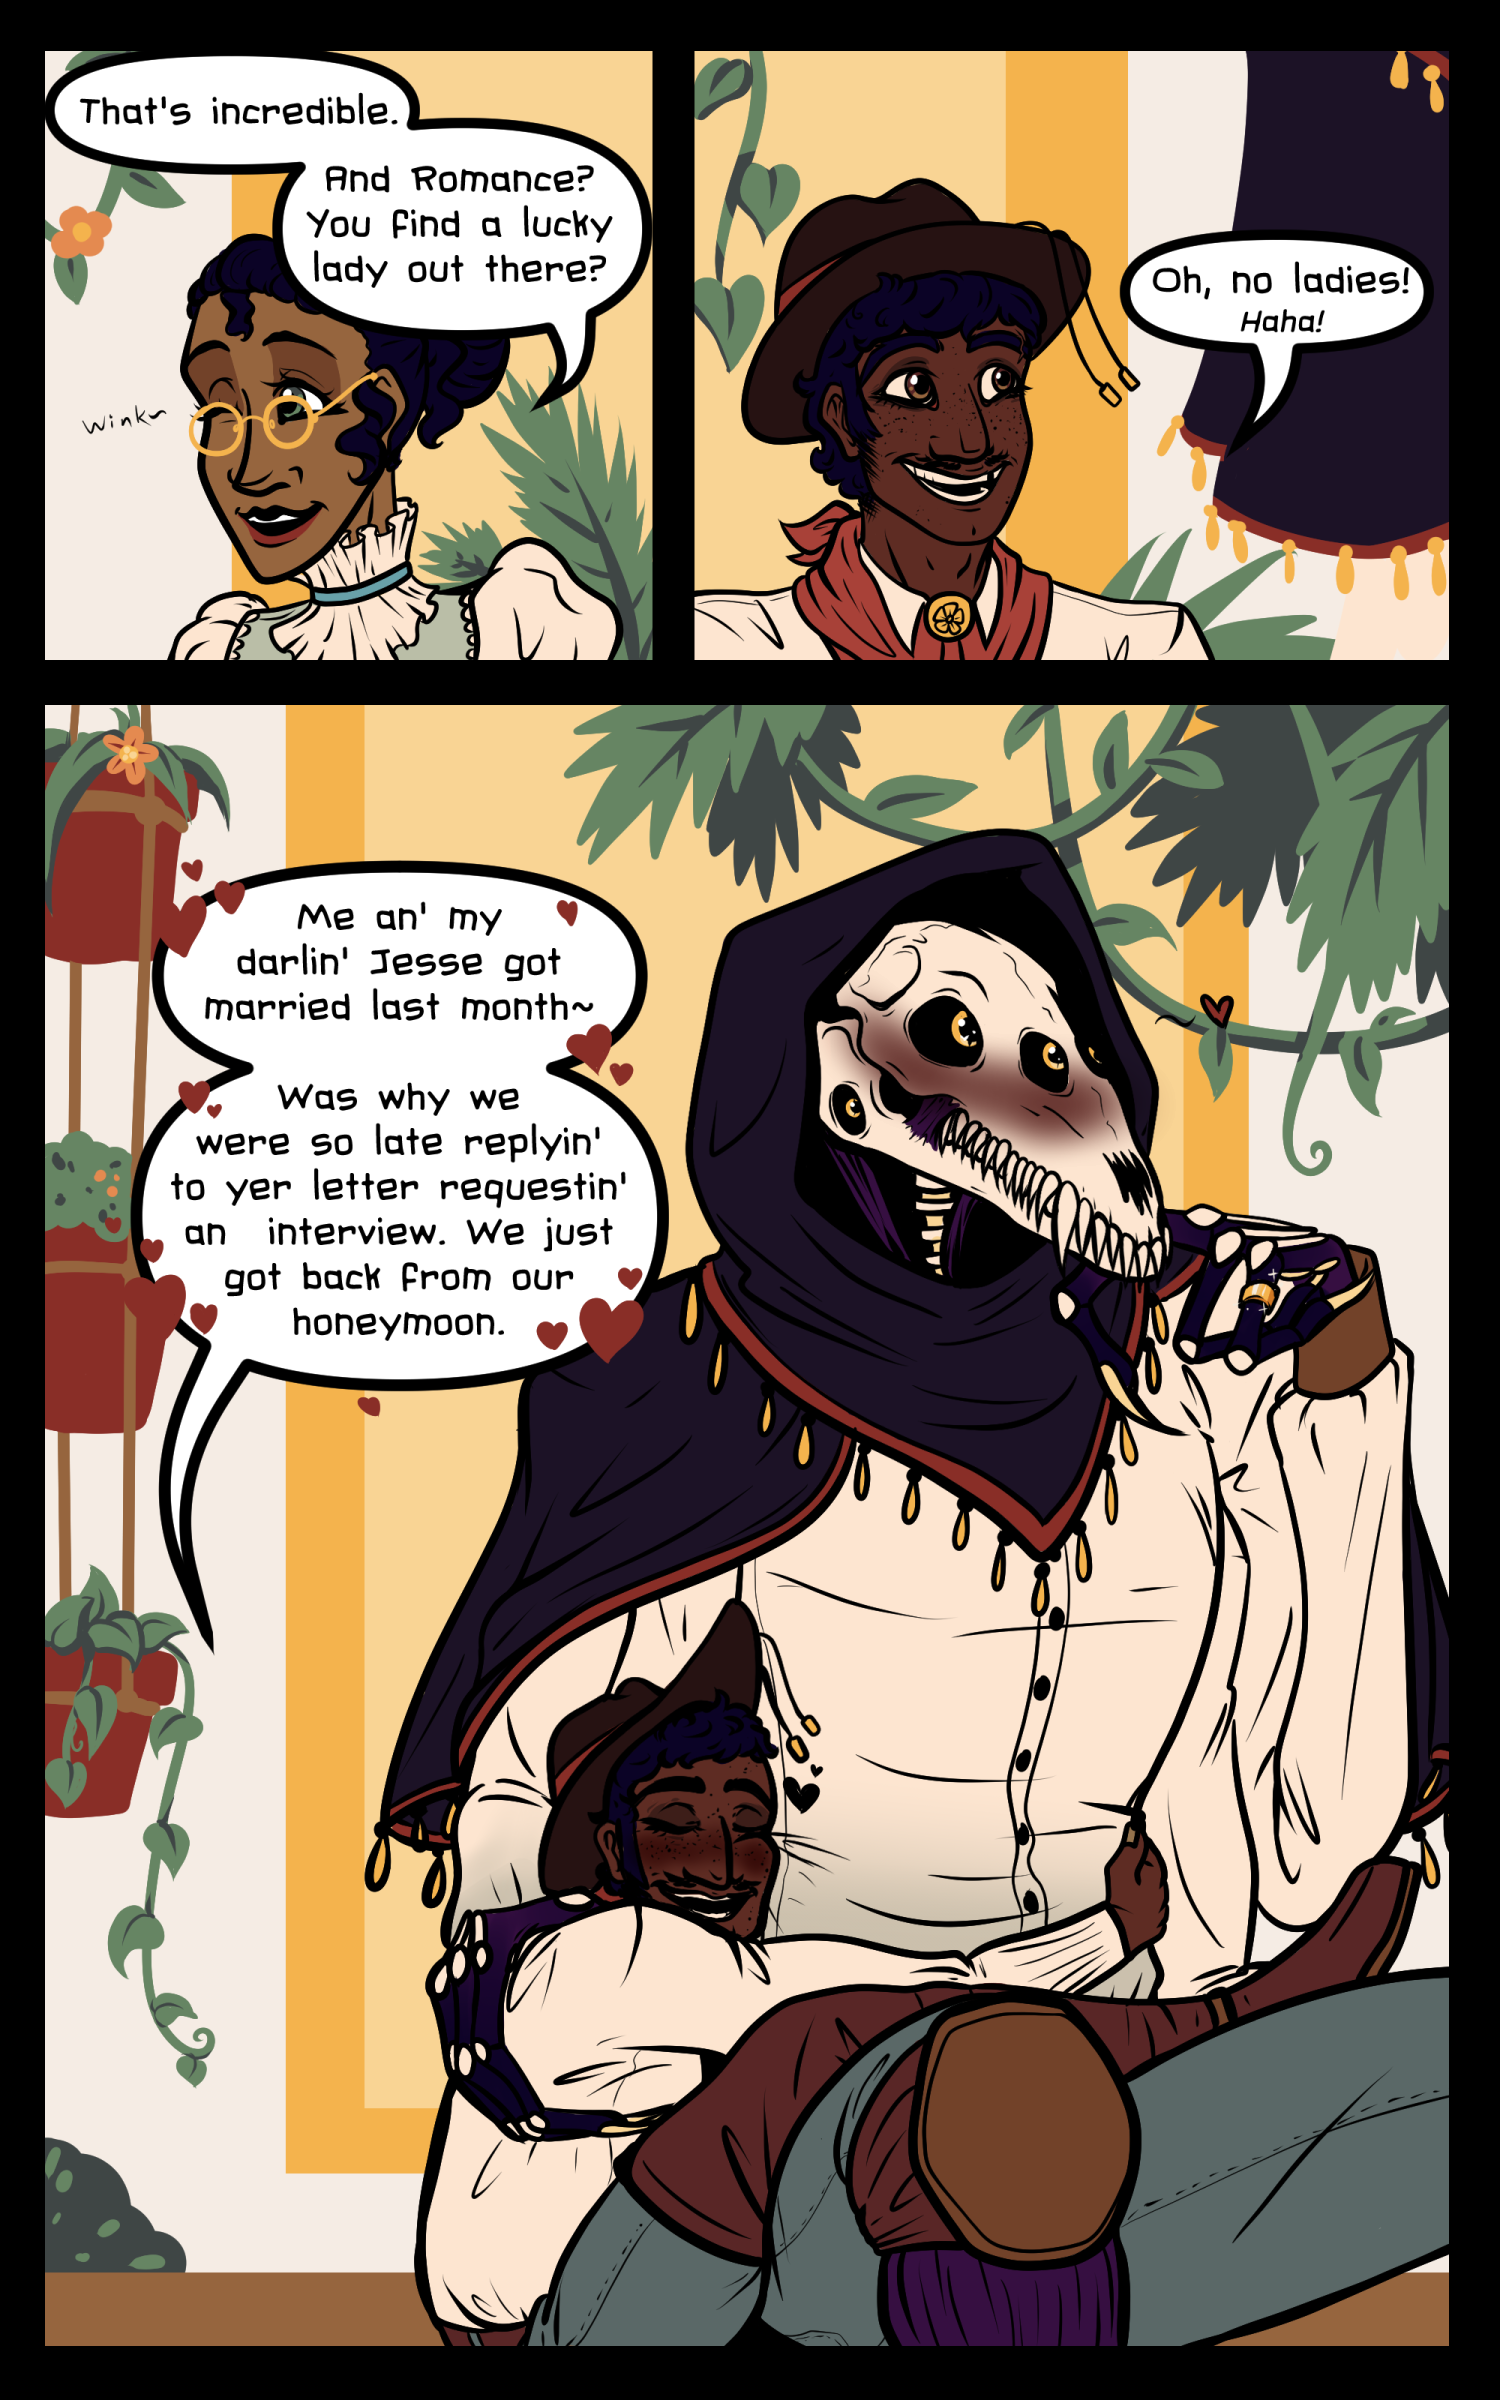 That's incredible.
And Romance?
You find a lucky
lady out there?
Wink~
Oh, no ladies!
Haha!
Me an' my
darlin' Jesse got
married last month~
Was why we
were so late replyin'
to yer letter requestin'
an interview. We just
got back from our
honeymoon.